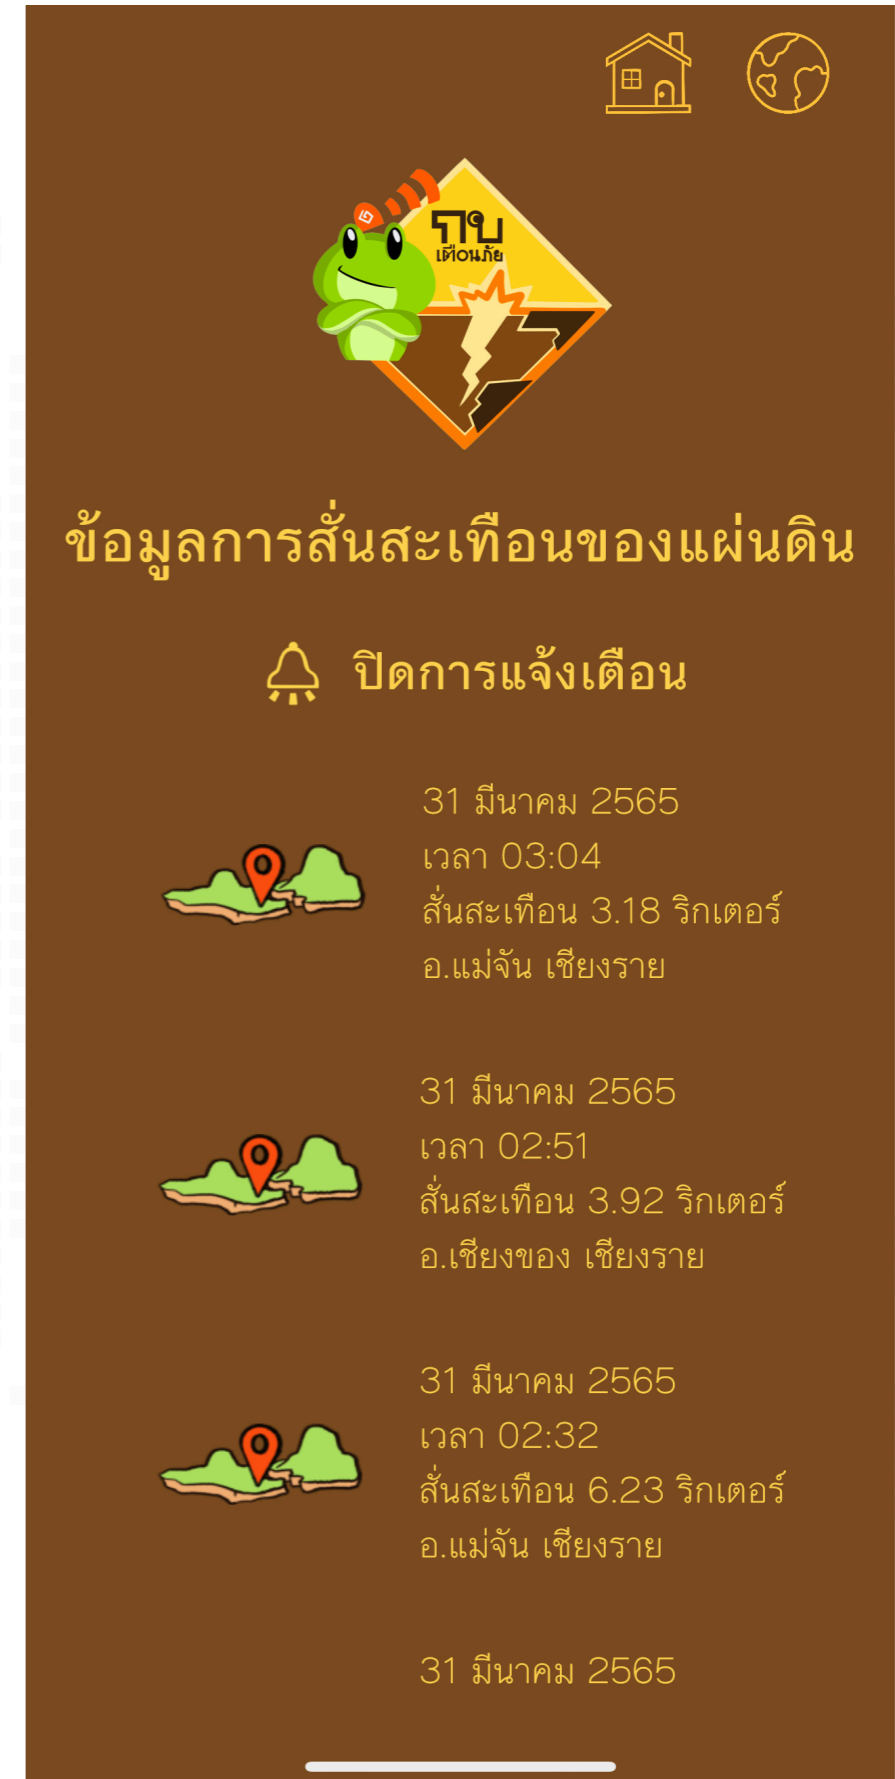 กบ
เตือนภัย
ข้อมูลการสั่นสะเทือนของแผ่นดิน
ปิดการแจ้งเตือน
31 มีนาคม 2565
เวลา 03:04
สั่นสะเทือน 3.18 ริกเตอร์
อ.แม่จัน เชียงราย
31 มีนาคม 2565
เวลา 02:51
สั่นสะเทือน 3.92 ริกเตอร์
อ.เชียงของ เชียงราย
31 มีนาคม 2565
เวลา 02:32
สั่นสะเทือน 6.23 ริกเตอร์
อ.แม่จัน เชียงราย
31 มีนาคม 2565